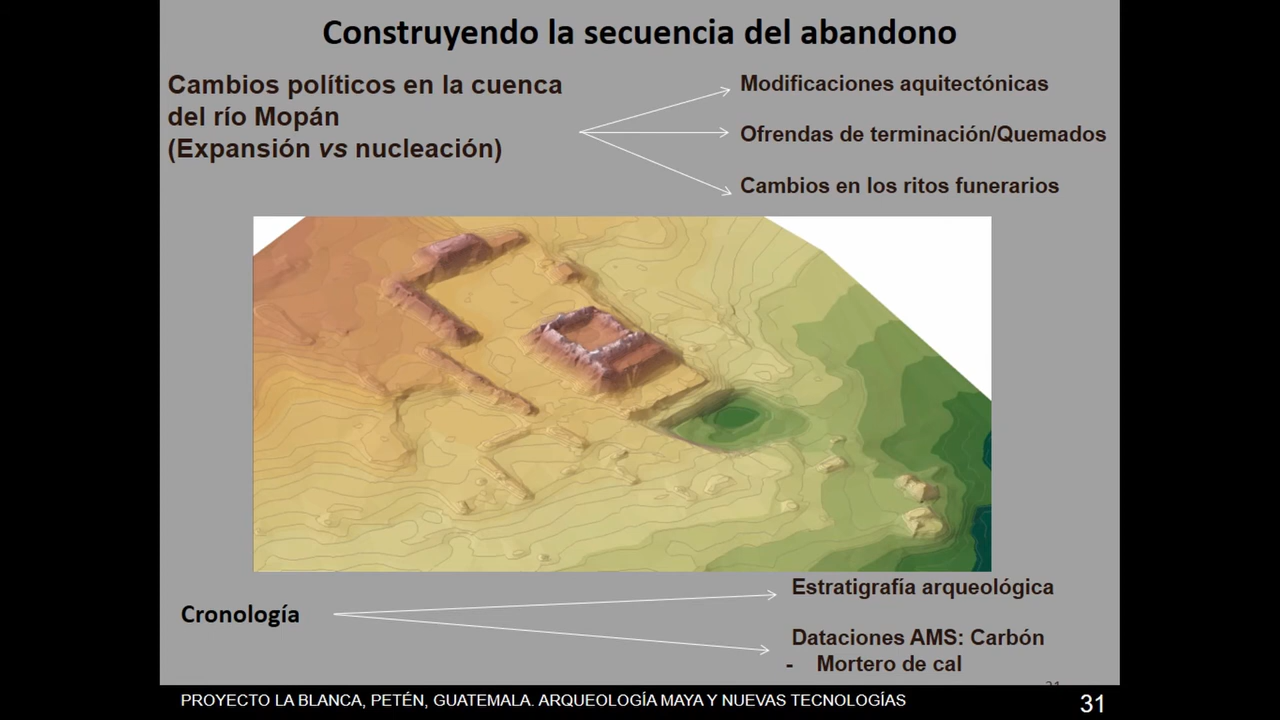 Construyendo la secuencia del abandono
Cambios políticos en la cuenca
del río Mopán
(Expansión vs nucleación)
Modificaciones aquitectónicas
Ofrendas de terminación/Quemados
Cambios en los ritos funerarios
Cronología
Estratigrafía arqueológica
Dataciones AMS: Carbón
- Mortero de cal
PROYECTO LA BLANCA, PETÉN, GUATEMALA. ARQUEOLOGÍA MAYA Y NUEVAS TECNOLOGÍAS
31